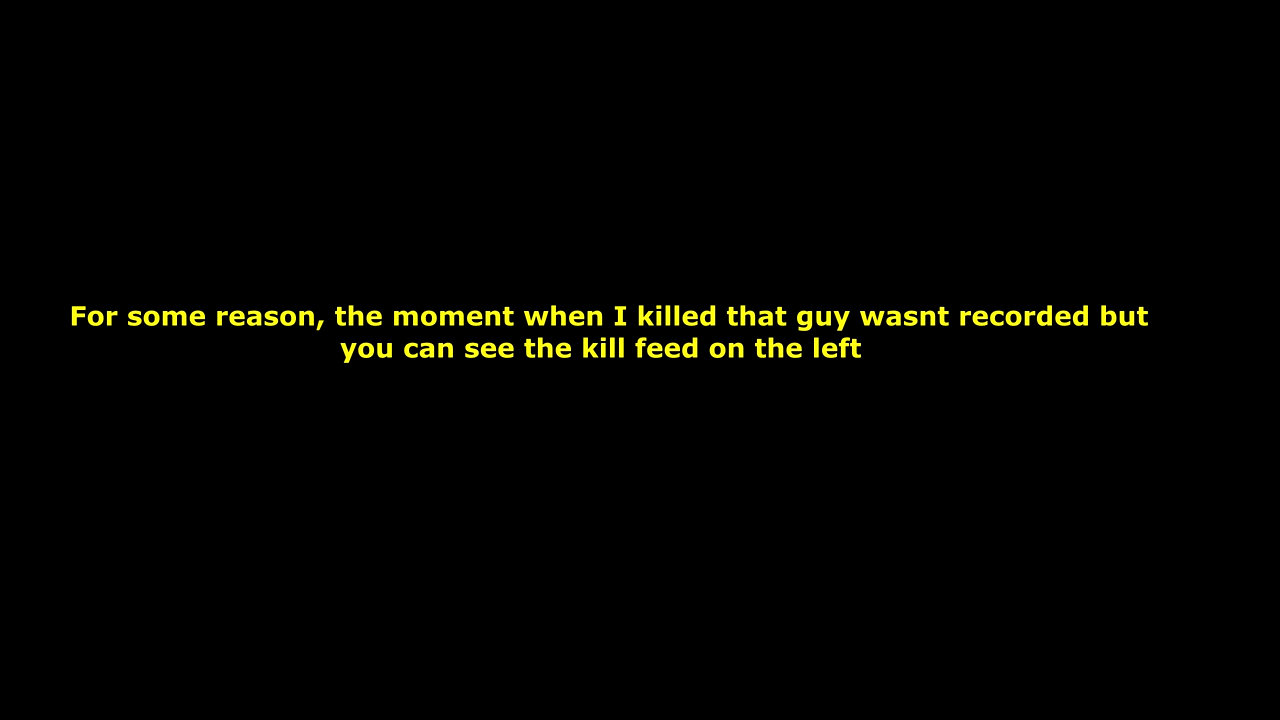 For some reason, the moment when I killed that guy wasnt recorded but
you can see the kill feed on the left